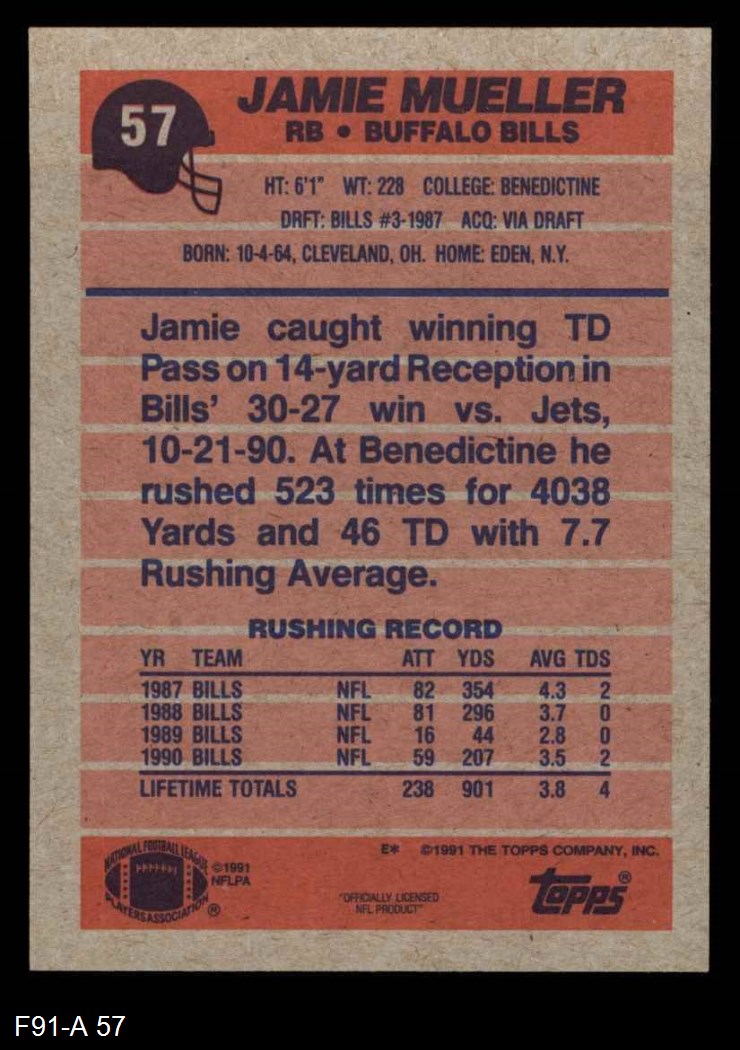 57
JAMIE MUELLER
RB • BUFFALO BILLS
HT: 6'1" WT: 228 COLLEGE: BENEDICTINE
DRFT: BILLS #3-1987 ACQ: VIA DRAFT
BORN: 10-4-64, CLEVELAND, OH. HOME: EDEN, N.Y.
Jamie caught winning TD
Pass on 14-yard Reception in
Bills' 30-27 win vs. Jets,
10-21-90. At Benedictine he
rushed 523 times for 4038
Yards and 46 TD with 7.7
Rushing Average.
RUSHING RECORD
YR TEAM ATT YDS AVG TDS
1987 BILLS NFL 82 354 4.3 2
1988 BILLS NFL 81 296 3.7 0
1989 BILLS NFL 16 44 2.8 0
1990 BILLS NFL 59 207 3.5 2
LIFETIME TOTALS 238 901 3.8 4
E* ©1991 THE TOPPS COMPANY, INC.
NATIONAL FOOTBALL LEAGUE
PLAYERS ASSOCIATION ®
©1991
NFLPA
"OFFICIALLY LICENSED
NFL PRODUCT"
topps®
F91-A 57